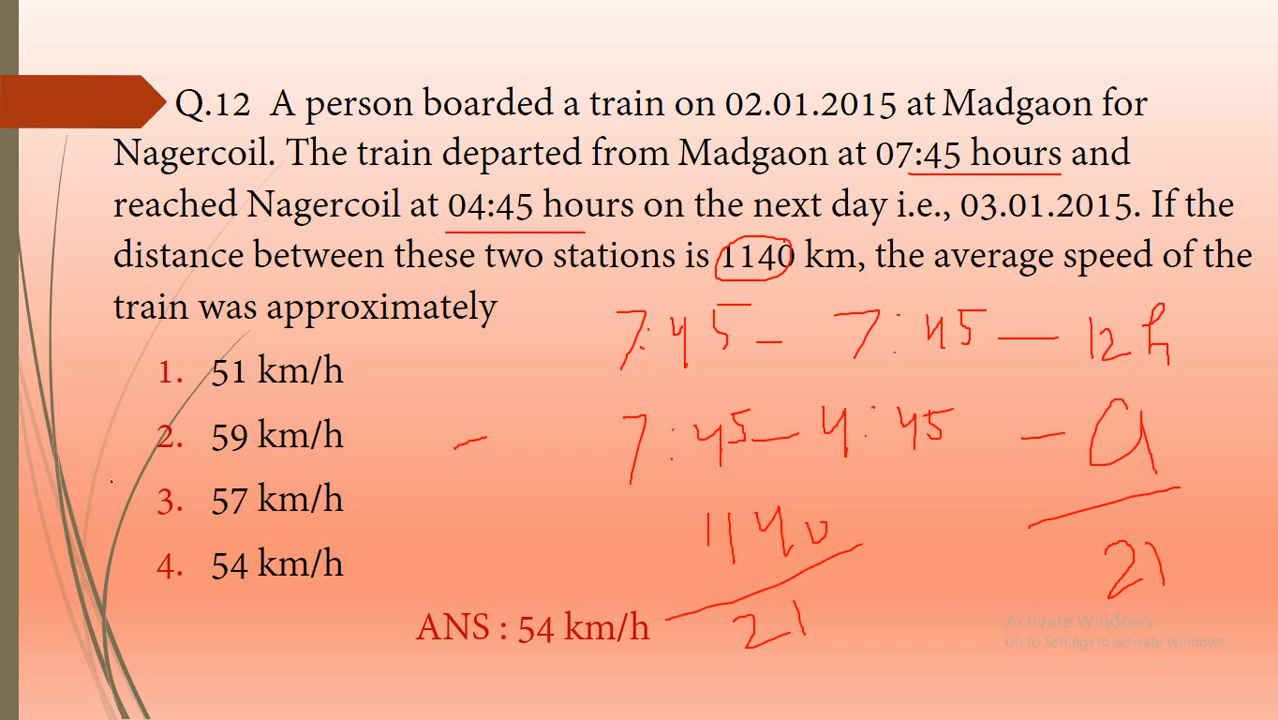 Q.12 A person boarded a train on 02.01.2015 at Madgaon for
Nagercoil. The train departed from Madgaon at 07:45 hours and
reached Nagercoil at 04:45 hours on the next day i.e., 03.01.2015. If the
distance between these two stations is 1140 km, the average speed of the
train was approximately
1. 51 km/h
2. 59 km/h
3. 57 km/h
4. 54 km/h
ANS : 54 km/h
7:45 - 7:45 - 12h
- 7:45 - 4:45 - 9
21
1140
21
Activate Windows
Go to Settings to activate Windows.